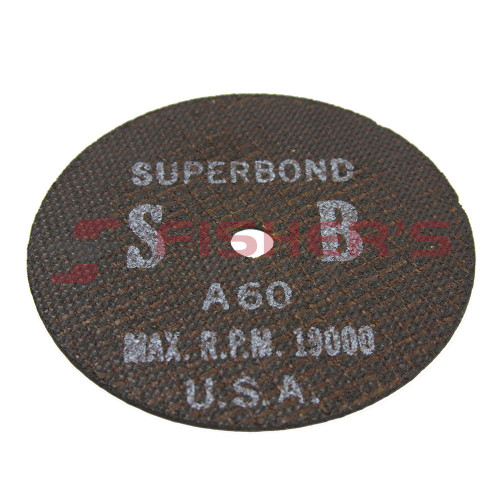 SUPERBOND
S B
FISHER'S
A60
MAX. R.P.M. 19000
U.S.A.